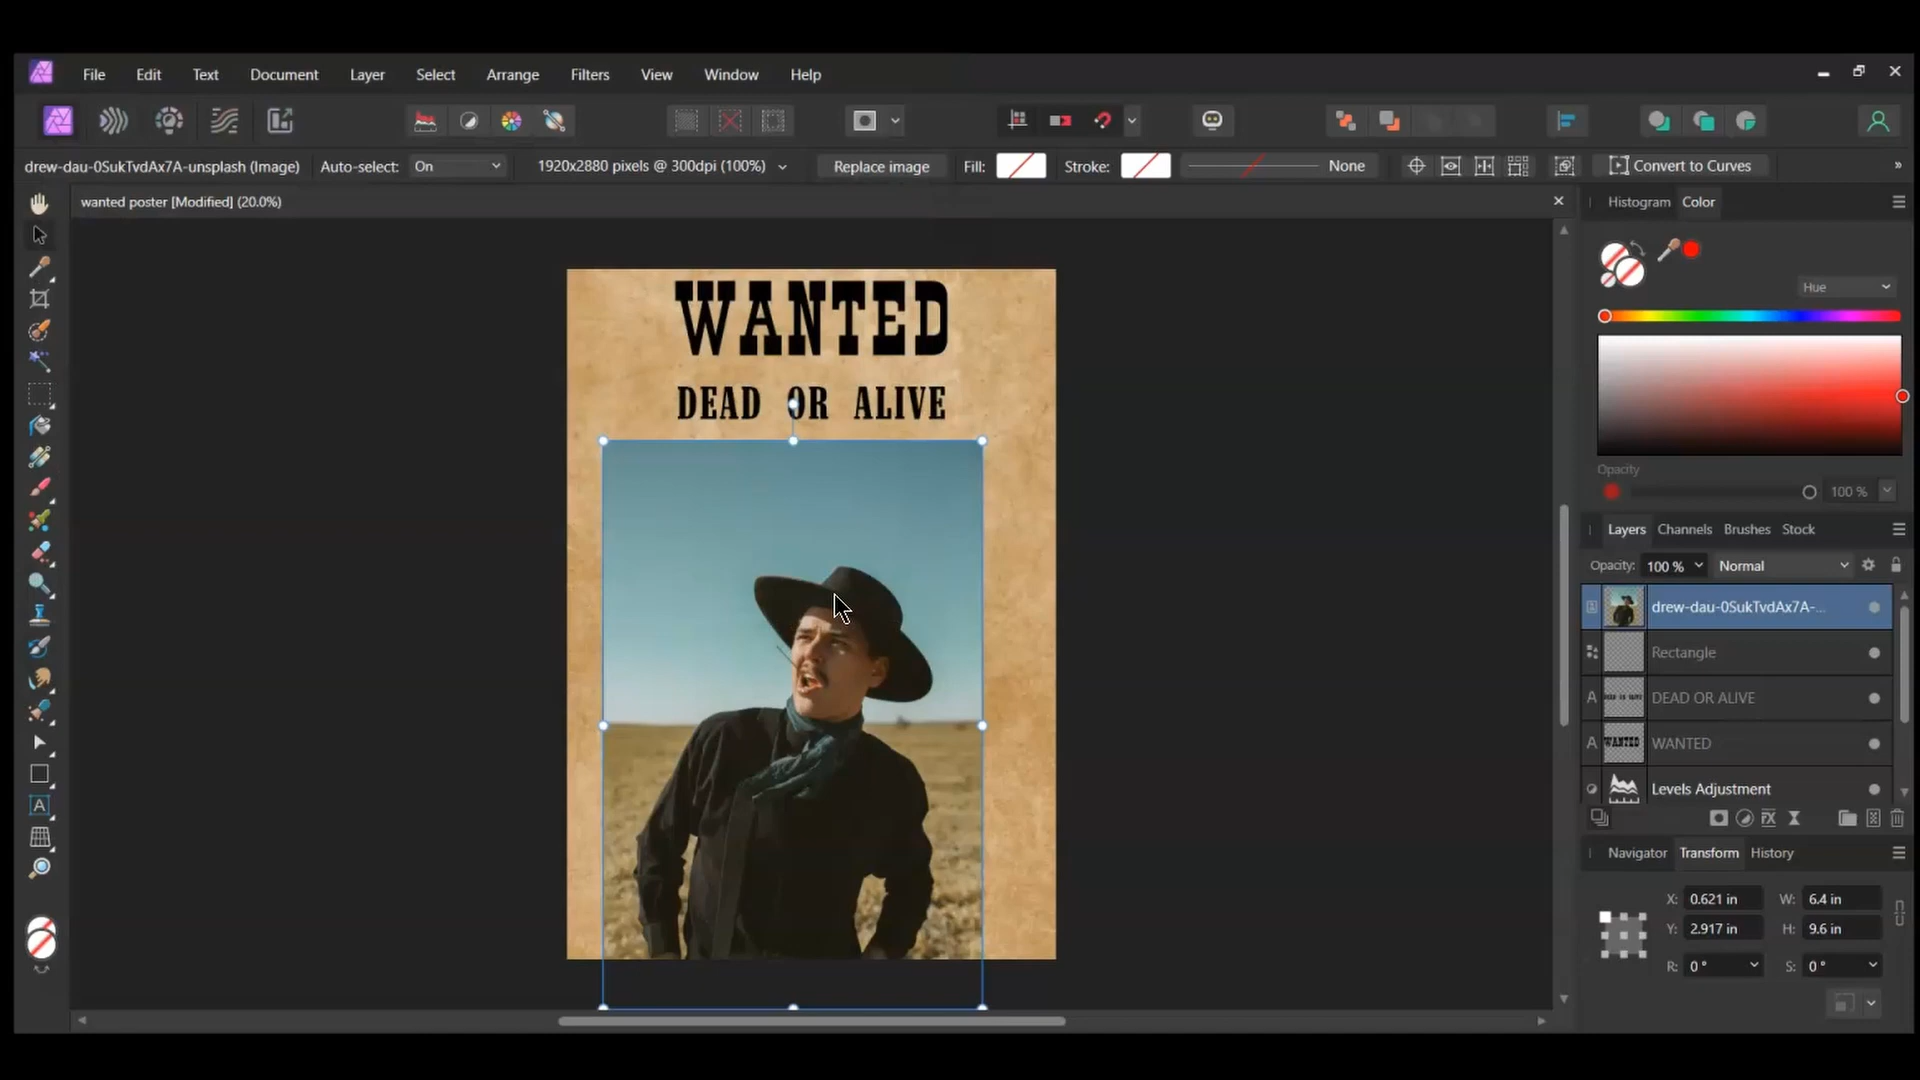 File Edit Text Document Layer Select Arrange Filters View Window Help
drew-dau-0SukTvdAx7A-unsplash (Image) Auto-select: On 1920x2880 pixels @ 300dpi (100%) Replace image Fill: Stroke: None Convert to Curves
wanted poster [Modified] (20.0%)
Histogram Color
Hue
Opacity
100 %
WANTED
DEAD OR ALIVE
Layers Channels Brushes Stock
Opacity: 100 % Normal
drew-dau-0SukTvdAx7A-...
Rectangle
A DEAD OR ALIVE DEAD OR ALIVE
A WANTED WANTED
Levels Adjustment
Navigator Transform History
X: 0.621 in W: 6.4 in
Y: 2.917 in H: 9.6 in
R: 0 ° S: 0 °